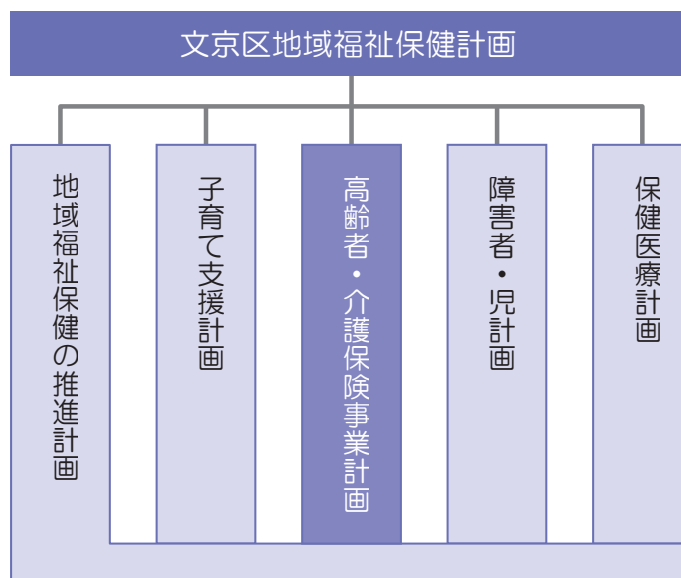 文京区地域福祉保健計画
地域福祉保健の推進計画
子育て支援計画
高齢者・介護保険事業計画
障害者・児計画
保健医療計画